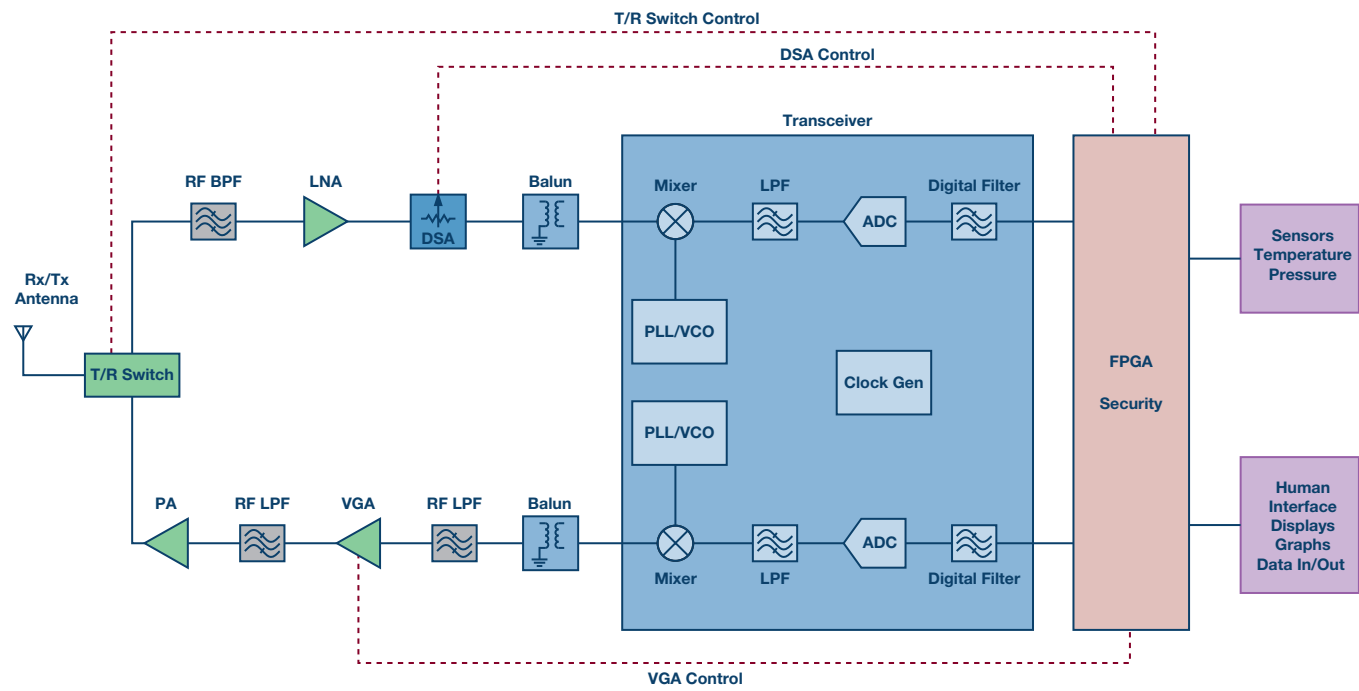 T/R Switch Control
DSA Control
Transceiver
RF BPF
LNA
DSA
Balun
Mixer
LPF
ADC
Digital Filter
Sensors
Temperature
Pressure
Rx/Tx
Antenna
T/R Switch
PLL/VCO
Clock Gen
PLL/VCO
FPGA
Security
PA
RF LPF
VGA
RF LPF
Balun
Mixer
LPF
ADC
Digital Filter
Human
Interface
Displays
Graphs
Data In/Out
VGA Control